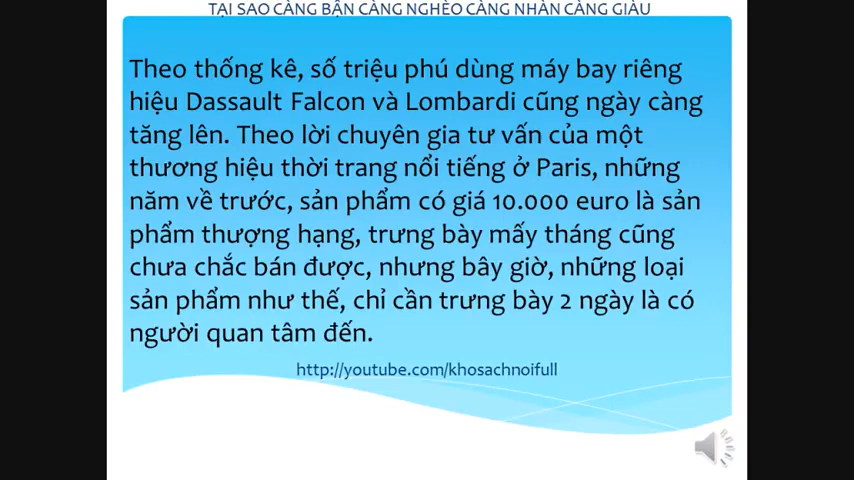 TẠI SAO CÀNG BẬN CÀNG NGHÈO CÀNG NHÀN CÀNG GIÀU
Theo thống kê, số triệu phú dùng máy bay riêng
hiệu Dassault Falcon và Lombardi cũng ngày càng
tăng lên. Theo lời chuyên gia tư vấn của một
thương hiệu thời trang nổi tiếng ở Paris, những
năm về trước, sản phẩm có giá 10.000 euro là sản
phẩm thượng hạng, trưng bày mấy tháng cũng
chưa chắc bán được, nhưng bây giờ, những loại
sản phẩm như thế, chỉ cần trưng bày 2 ngày là có
người quan tâm đến.
http://youtube.com/khosachnoifull